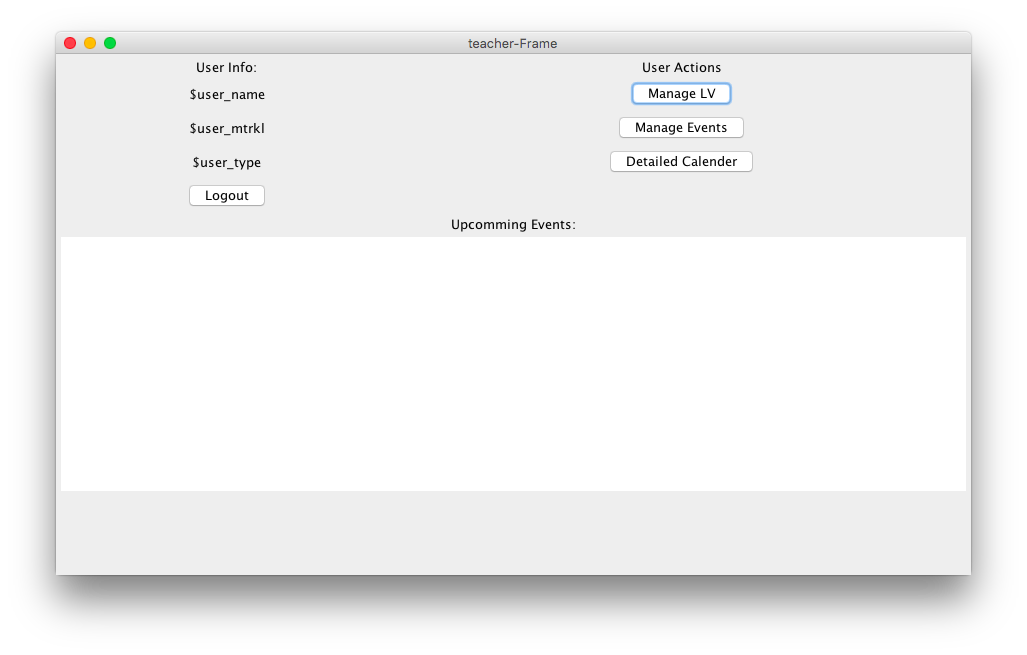 teacher-Frame
User Info:
User Actions
$user_name
Manage LV
$user_mtrkl
Manage Events
$user_type
Detailed Calender
Logout
Upcomming Events: